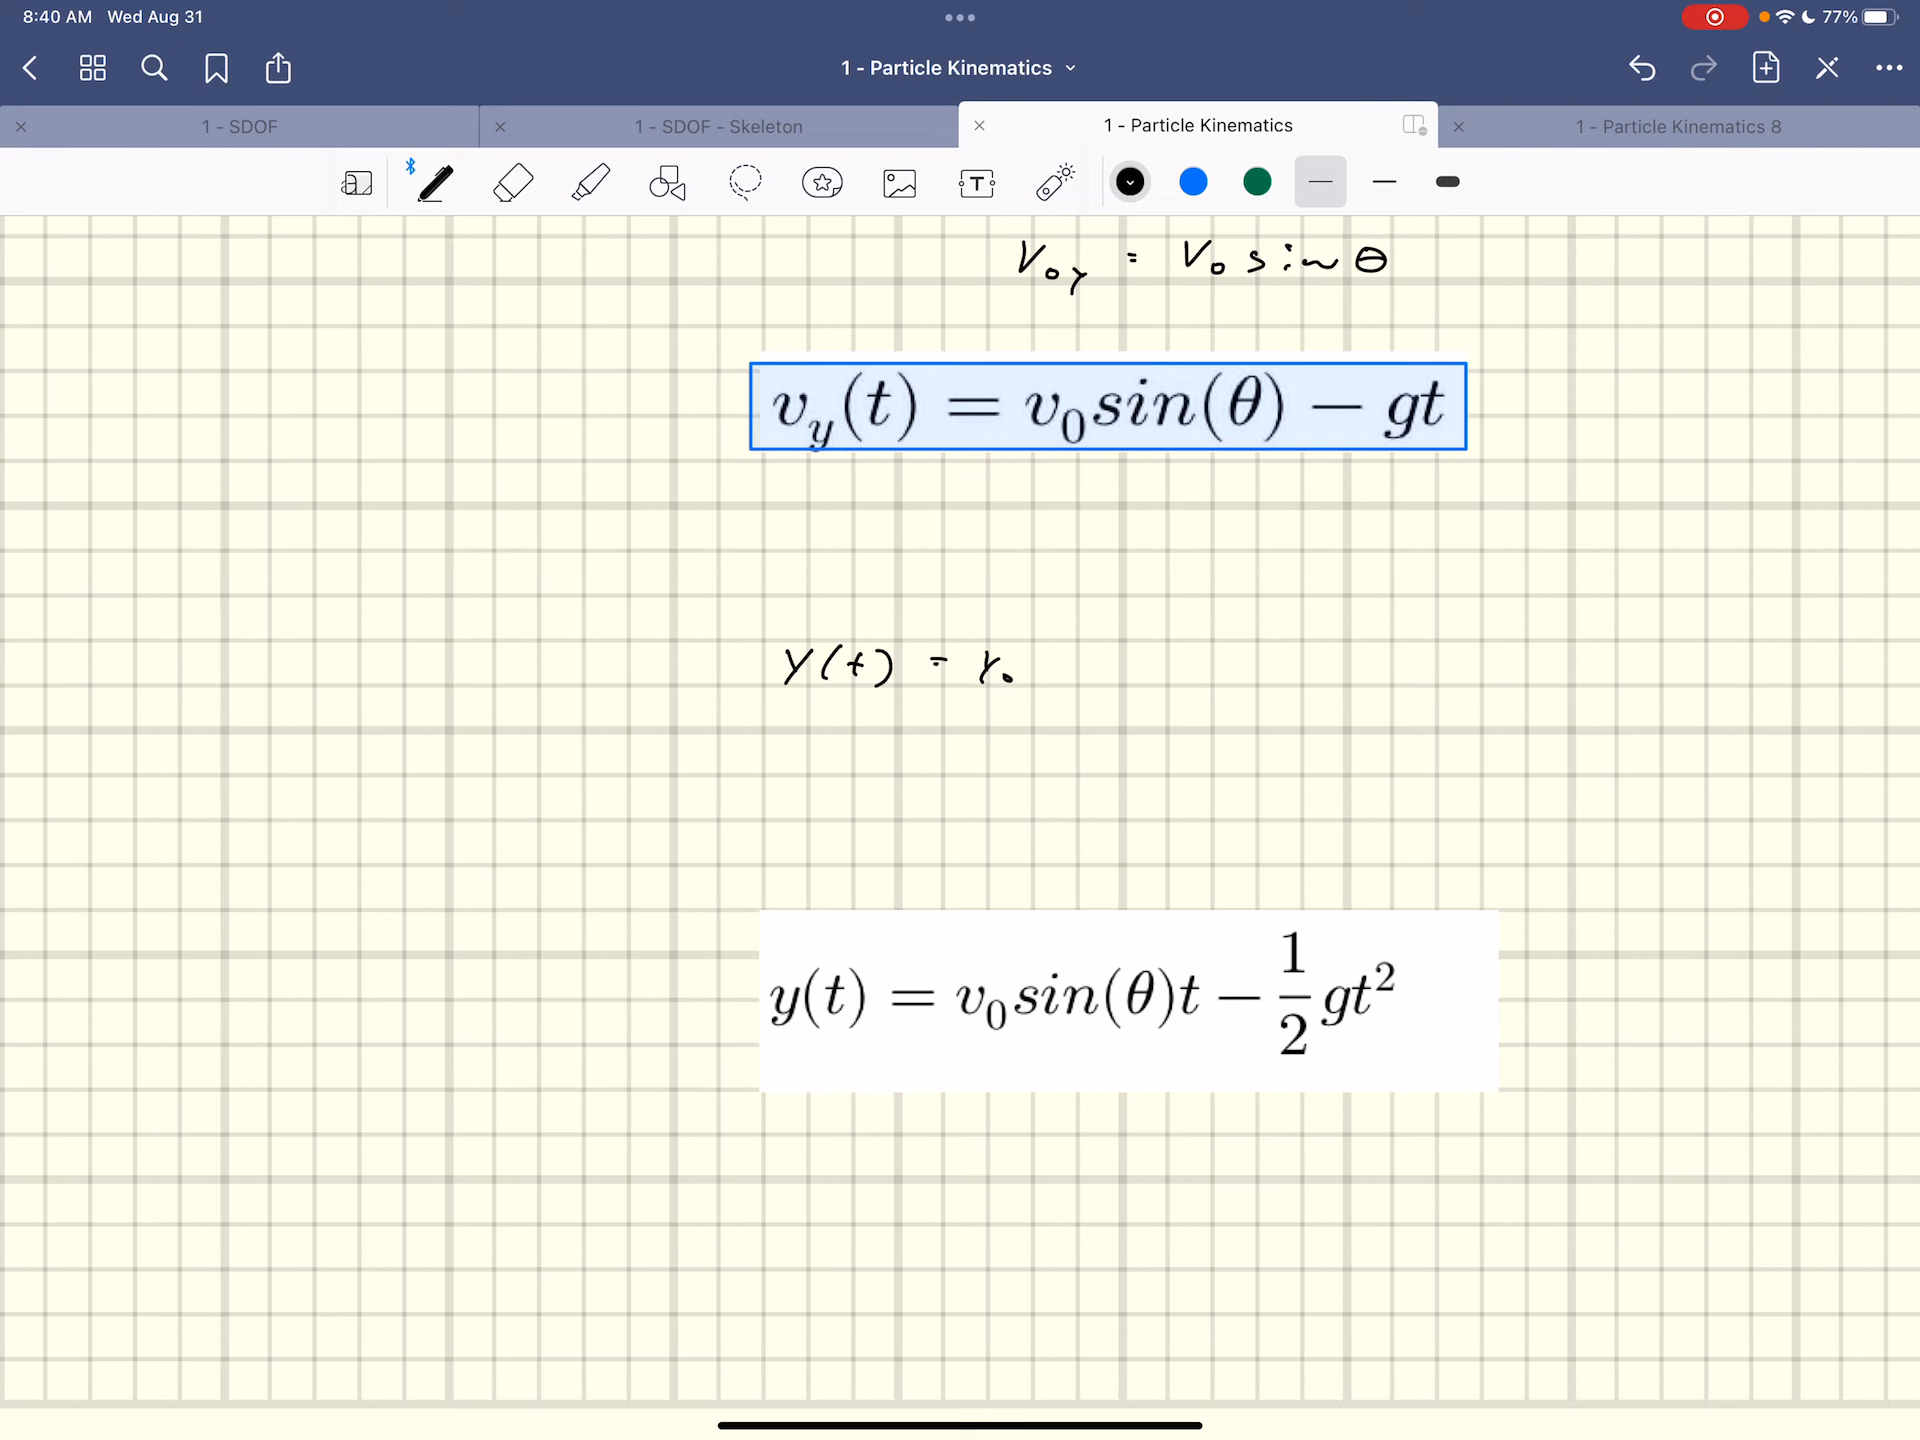 8:40 AM Wed Aug 31
77%
1 - Particle Kinematics
1 - SDOF
1 - SDOF - Skeleton
1 - Particle Kinematics
1 - Particle Kinematics 8
V₀y = V₀ sin θ
v_y(t) = v₀sin(θ) − gt
y(t) = y₀
y(t) = v₀sin(θ)t − 1/2 gt²